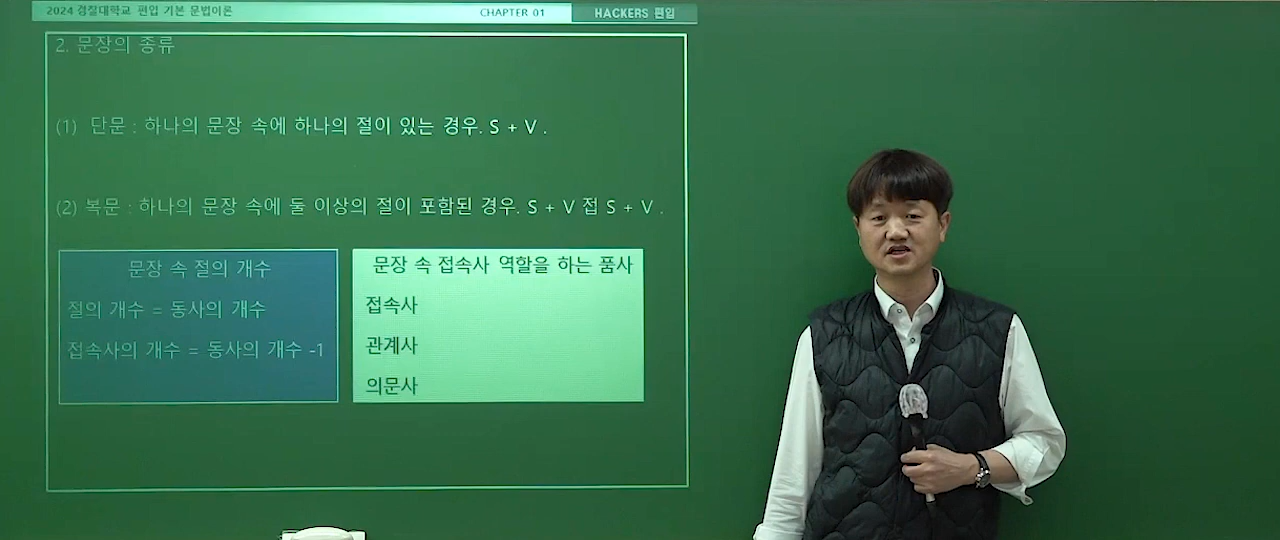 2024 경찰대학교 편입 기본 문법이론
CHAPTER 01
HACKERS 편입
2. 문장의 종류
(1) 단문 : 하나의 문장 속에 하나의 절이 있는 경우. S + V .
(2) 복문 : 하나의 문장 속에 둘 이상의 절이 포함된 경우. S + V 접 S + V .
문장 속 절의 개수
절의 개수 = 동사의 개수
접속사의 개수 = 동사의 개수 -1
문장 속 접속사 역할을 하는 품사
접속사
관계사
의문사